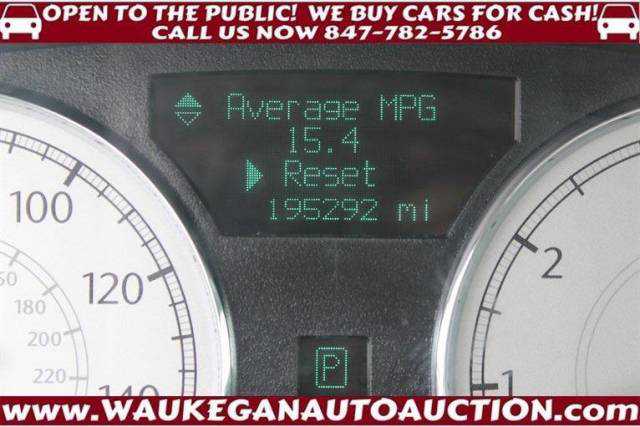 OPEN TO THE PUBLIC! WE BUY CARS FOR CASH!
CALL US NOW 847-782-5786
Average MPG
15.4
Reset
195292 mi
100
120
140
180
200
220
2
1
P
WWW.WAUKEGANAUTOAUCTION.COM